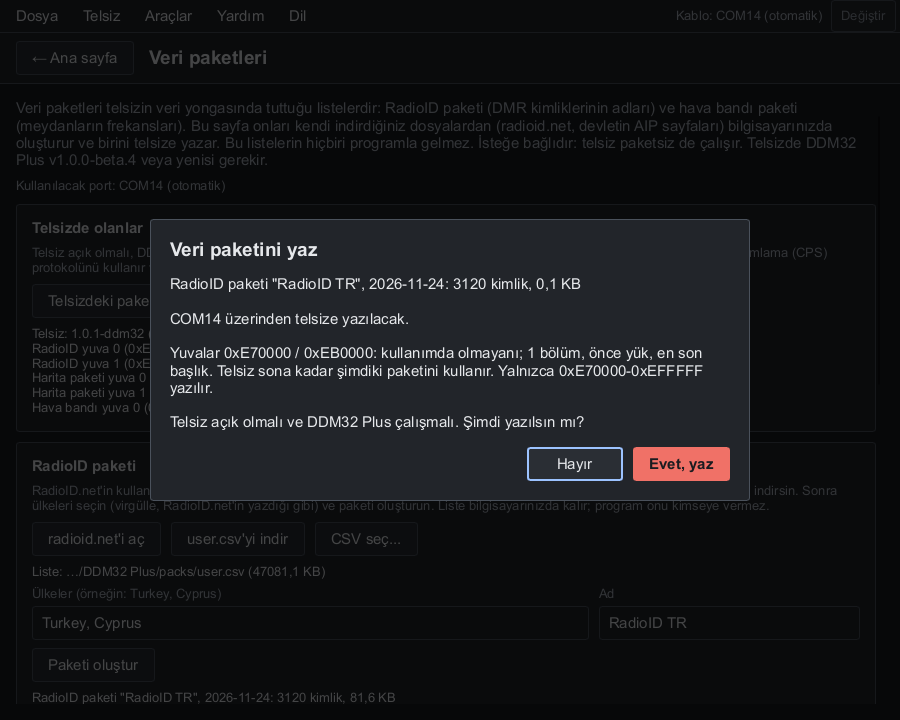 Dosya Telsiz Araçlar Yardım Dil Kablo: COM14 (otomatik) Değiştir
← Ana sayfa Veri paketleri
Veri paketleri telsizin veri yongasında tuttuğu listelerdir: RadioID paketi (DMR kimliklerinin adları) ve hava bandı paketi
(meydanların frekansları). Bu sayfa onları kendi indirdiğiniz dosyalardan (radioid.net, devletin AIP sayfaları) bilgisayarınızda
oluşturur ve birini telsize yazar. Bu listelerin hiçbiri programla gelmez. İsteğe bağlıdır: telsiz paketsiz de çalışır. Telsizde DDM32
Plus v1.0.0-beta.4 veya yenisi gerekir.
Kullanılacak port: COM14 (otomatik)
Telsizde olanlar
Telsiz açık olmalı, DD mlama (CPS)
protokolünü kullanır
Telsizdeki pake
Telsiz: 1.0.1-ddm32 (
RadioID yuva 0 (0xE
RadioID yuva 1 (0xE
Harita paketi yuva 0
Harita paketi yuva 1
Hava bandı yuva 0 (
Veri paketini yaz
RadioID paketi "RadioID TR", 2026-11-24: 3120 kimlik, 0,1 KB
COM14 üzerinden telsize yazılacak.
Yuvalar 0xE70000 / 0xEB0000: kullanımda olmayanı; 1 bölüm, önce yük, en son
başlık. Telsiz sona kadar şimdiki paketini kullanır. Yalnızca 0xE70000-0xEFFFFF
yazılır.
Telsiz açık olmalı ve DDM32 Plus çalışmalı. Şimdi yazılsın mı?
Hayır Evet, yaz
RadioID paketi
RadioID.net'in kullan indirsin. Sonra
ülkeleri seçin (virgülle, RadioID.net'in yazdığı gibi) ve paketi oluşturun. Liste bilgisayarınızda kalır; program onu kimseye vermez.
radioid.net'i aç user.csv'yi indir CSV seç...
Liste: …/DDM32 Plus/packs/user.csv (47081,1 KB)
Ülkeler (örneğin: Turkey, Cyprus) Ad
Turkey, Cyprus RadioID TR
Paketi oluştur
RadioID paketi "RadioID TR", 2026-11-24: 3120 kimlik, 81,6 KB